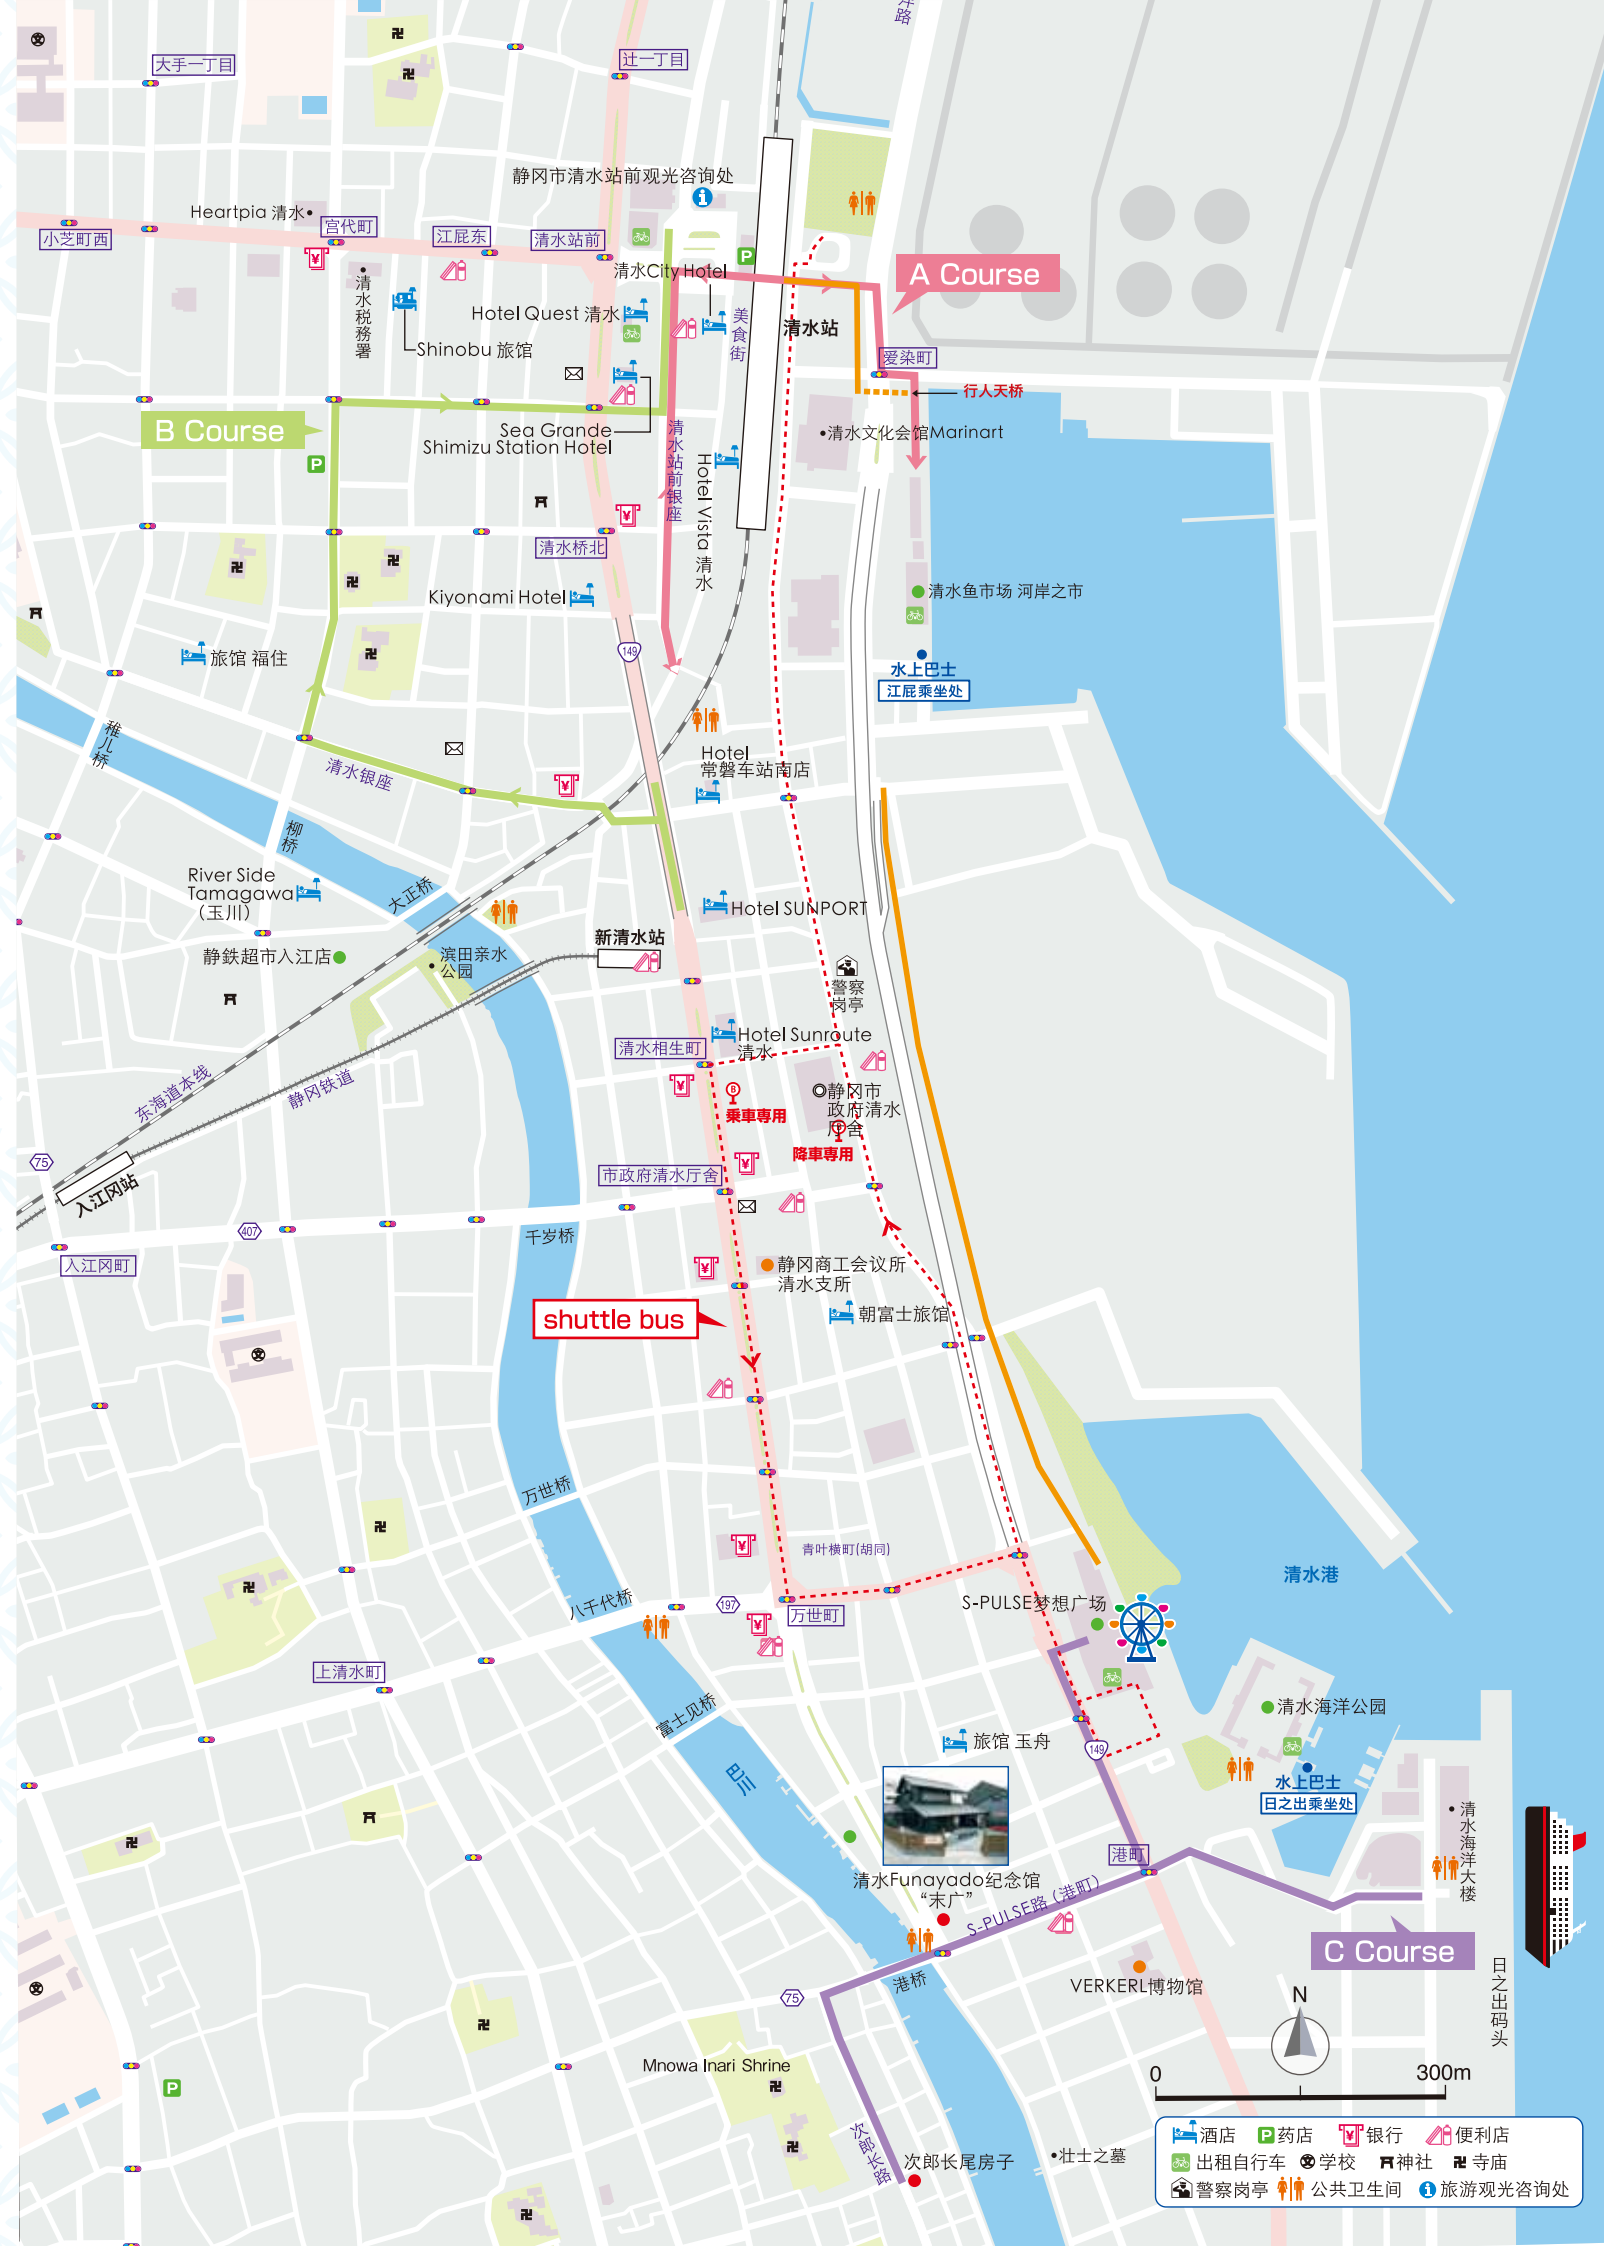 洋路
大手一丁目
辻一丁目
静冈市清水站前观光咨询处
Heartpia 清水
小芝町西
宫代町
江尻东
清水站前
清水City Hotel
A Course
清水税務署
Hotel Quest 清水
美食街
清水站
Shinobu 旅馆
爱染町
行人天桥
B Course
Sea Grande
Shimizu Station Hotel
清水站前银座
清水文化会馆Marinart
Hotel Vista 清水
清水桥北
Kiyonami Hotel
清水鱼市场 河岸之市
149
旅馆 福住
水上巴士
江尻乘坐处
稚儿桥
清水银座
Hotel
常磐车站南店
柳桥
River Side
Tamagawa
（玉川）
大正桥
Hotel SUNPORT
静鉄超市入江店
滨田亲水
公园
新清水站
警察
岗亭
Hotel Sunroute
清水
清水相生町
东海道本线
静冈铁道
乗車専用
静冈市
政府清水
厅舍
降車専用
75
入江冈站
市政府清水厅舍
407
千岁桥
入江冈町
静冈商工会议所
清水支所
shuttle bus
朝富士旅馆
万世桥
青叶横町(胡同)
清水港
八千代桥
197
万世町
S-PULSE梦想广场
上清水町
富士见桥
清水海洋公园
旅馆 玉舟
149
巴川
水上巴士
日之出乘坐处
清水海洋大楼
港町
清水Funayado纪念馆
“末广”
S-PULSE路（港町）
C Course
港桥
VERKERL博物馆
日之出码头
75
N
Mnowa Inari Shrine
0
300m
次郎长路
次郎长尾房子
壮士之墓
酒店
P药店
银行
便利店
出租自行车
学校
神社
寺庙
警察岗亭
公共卫生间
旅游观光咨询处